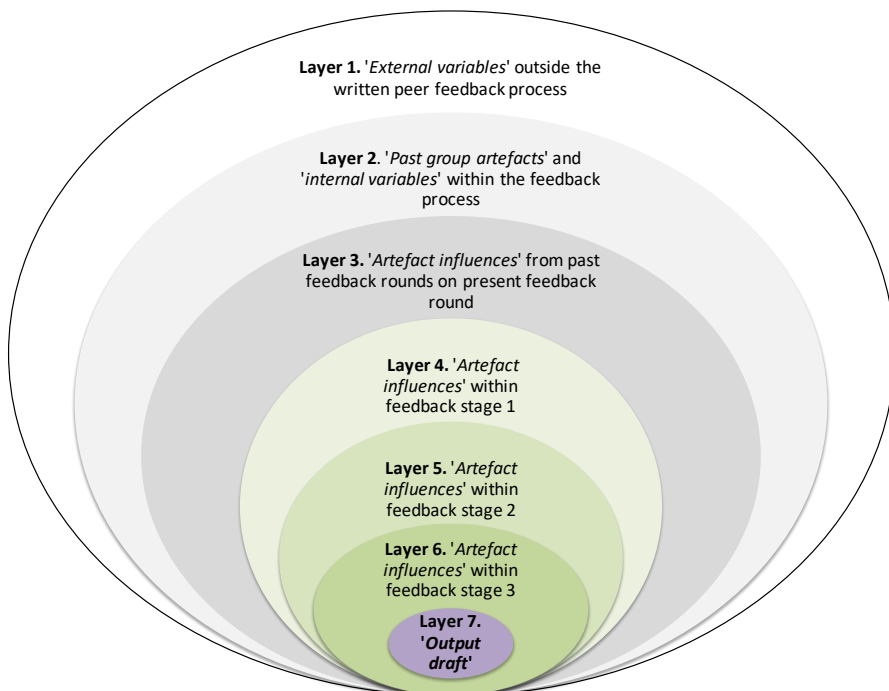 Layer 1. 'External variables' outside the
written peer feedback process
Layer 2. 'Past group artefacts' and
'internal variables' within the feedback
process
Layer 3. 'Artefact influences' from past
feedback rounds on present feedback
round
Layer 4. 'Artefact
influences' within
feedback stage 1
Layer 5. 'Artefact
influences' within
feedback stage 2
Layer 6. 'Artefact
influences' within
feedback stage 3
Layer 7.
'Output
draft'